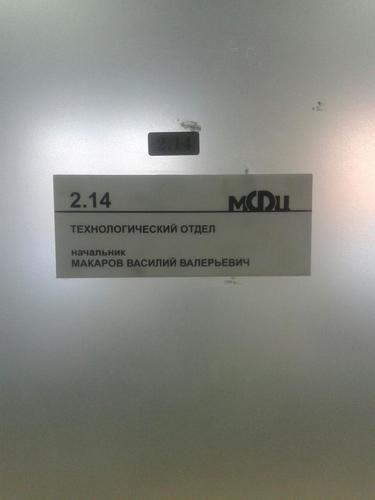 2.14
2.14 МФЦ
ТЕХНОЛОГИЧЕСКИЙ ОТДЕЛ
начальник
МАКАРОВ ВАСИЛИЙ ВАЛЕРЬЕВИЧ